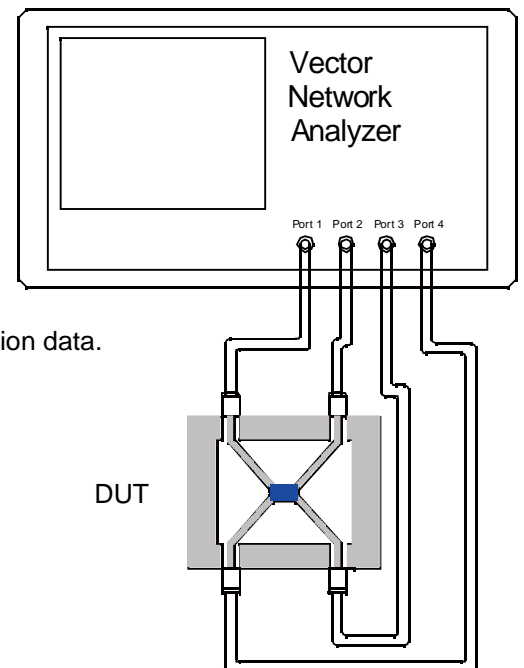 Vector
Network
Analyzer
Port 1 Port 2 Port 3 Port 4
ion data.
DUT